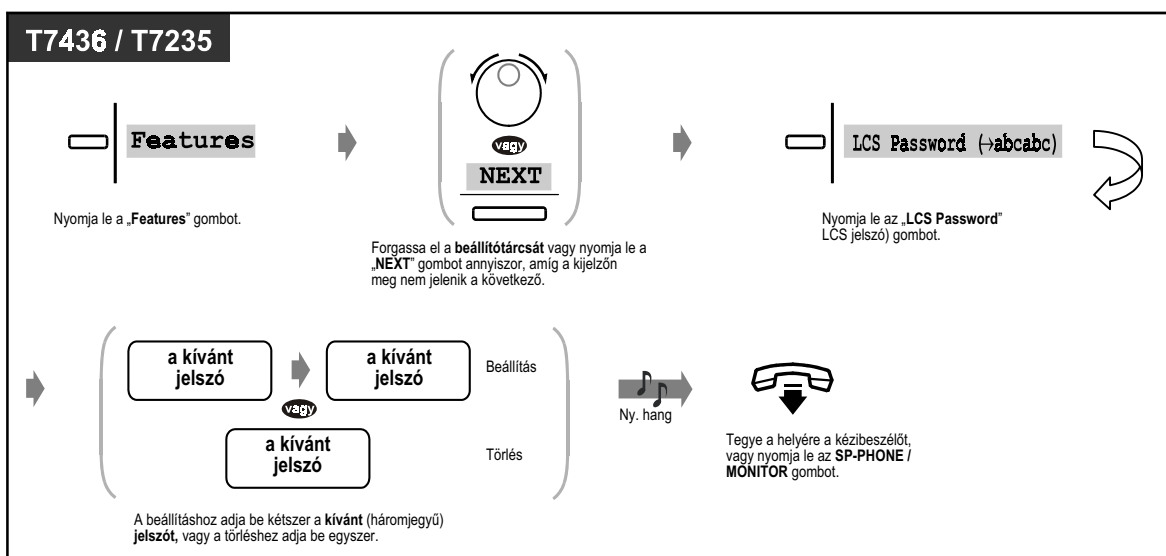 T7436 / T7235
Features
vagy
NEXT
LCS Password (→abcabc)
Nyomja le a „Features” gombot.
Forgassa el a beállítótárcsát vagy nyomja le a
„NEXT” gombot annyiszor, amíg a kijelzőn
meg nem jelenik a következő.
Nyomja le az „LCS Password”
LCS jelszó) gombot.
a kívánt
jelszó
a kívánt
jelszó
Beállítás
vagy
a kívánt
jelszó
Törlés
A beállításhoz adja be kétszer a kívánt (háromjegyű)
jelszót, vagy a törléshez adja be egyszer.
Ny. hang
Tegye a helyére a kézibeszélőt,
vagy nyomja le az SP-PHONE /
MONITOR gombot.